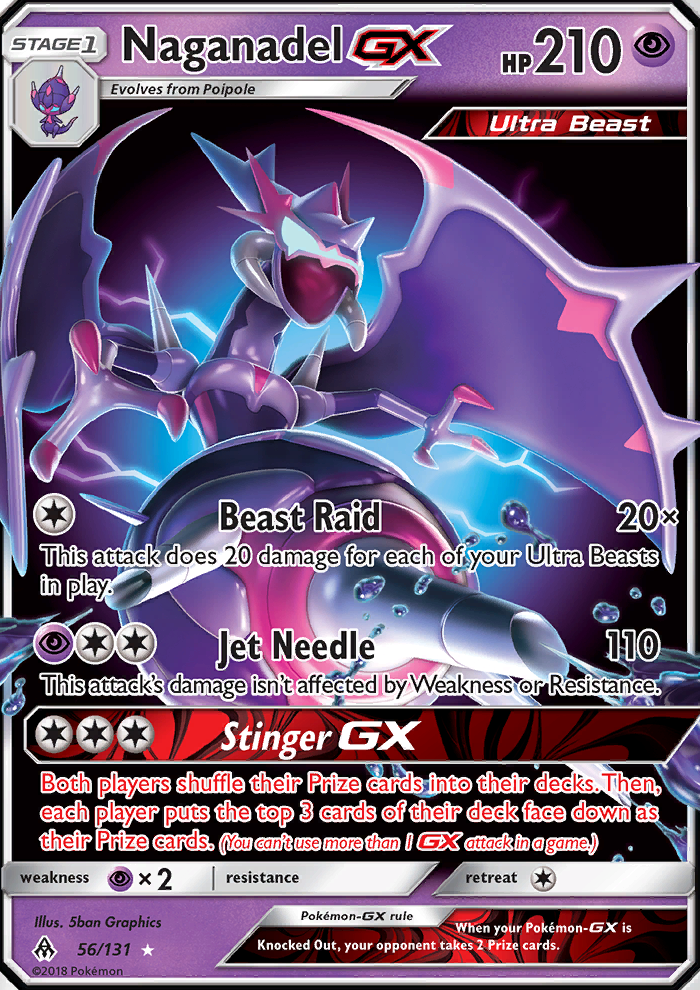 STAGE 1 Naganadel GX HP 210
Evolves from Poipole
Ultra Beast
Beast Raid 20×
This attack does 20 damage for each of your Ultra Beasts
in play.
Jet Needle 110
This attack's damage isn't affected by Weakness or Resistance.
Stinger GX
Both players shuffle their Prize cards into their decks. Then,
each player puts the top 3 cards of their deck face down as
their Prize cards. (You can't use more than 1 GX attack in a game.)
weakness × 2 resistance retreat
Illus. 5ban Graphics
56/131
©2018 Pokémon
Pokémon-GX rule
When your Pokémon-GX is
Knocked Out, your opponent takes 2 Prize cards.